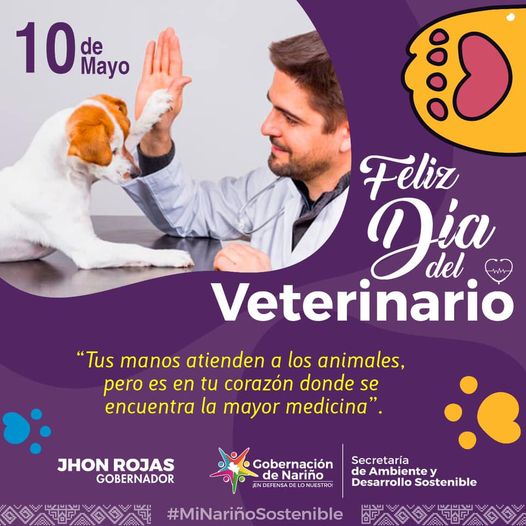 10 de
Mayo
Feliz
Día
del
Veterinario
“Tus manos atienden a los animales,
pero es en tu corazón donde se
encuentra la mayor medicina”.
JHON ROJAS
GOBERNADOR
Gobernación
de Nariño
¡EN DEFENSA DE LO NUESTRO!
Secretaría
de Ambiente y
Desarrollo Sostenible
#MiNariñoSostenible